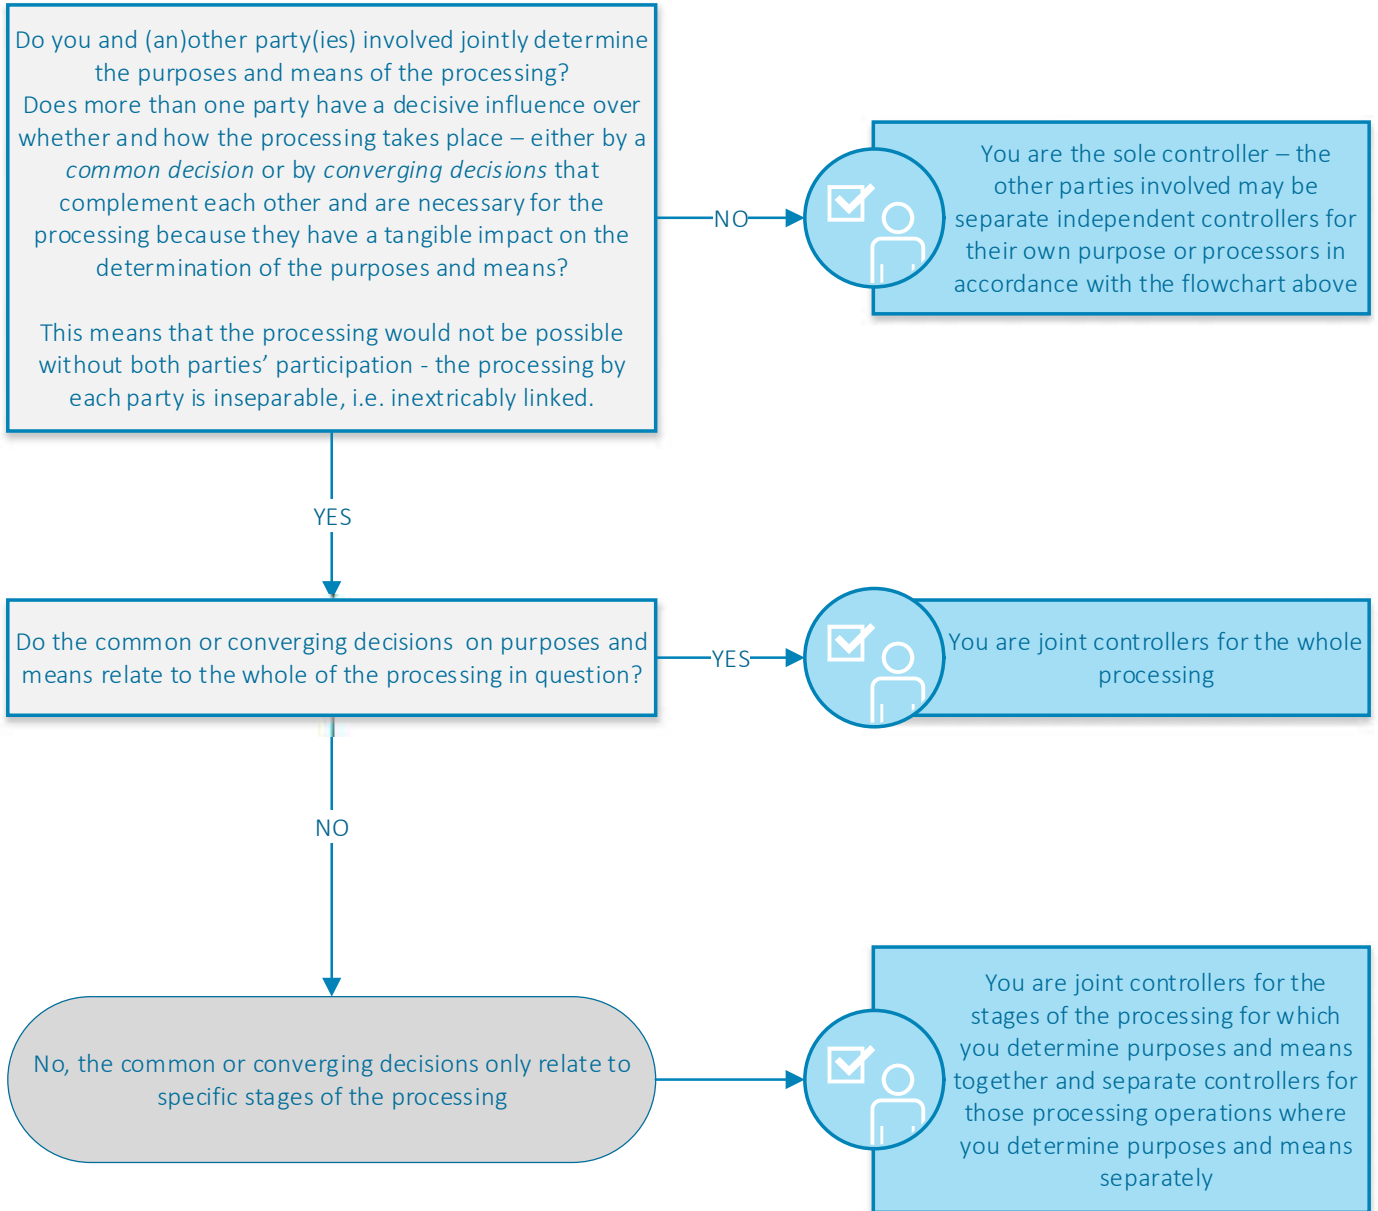 Do you and (an)other party(ies) involved jointly determine
the purposes and means of the processing?
Does more than one party have a decisive influence over
whether and how the processing takes place – either by a
common decision or by converging decisions that
complement each other and are necessary for the
processing because they have a tangible impact on the
determination of the purposes and means?
This means that the processing would not be possible
without both parties’ participation - the processing by
each party is inseparable, i.e. inextricably linked.
NO
You are the sole controller – the
other parties involved may be
separate independent controllers for
their own purpose or processors in
accordance with the flowchart above
YES
Do the common or converging decisions on purposes and
means relate to the whole of the processing in question?
YES
You are joint controllers for the whole
processing
NO
No, the common or converging decisions only relate to
specific stages of the processing
You are joint controllers for the
stages of the processing for which
you determine purposes and means
together and separate controllers for
those processing operations where
you determine purposes and means
separately